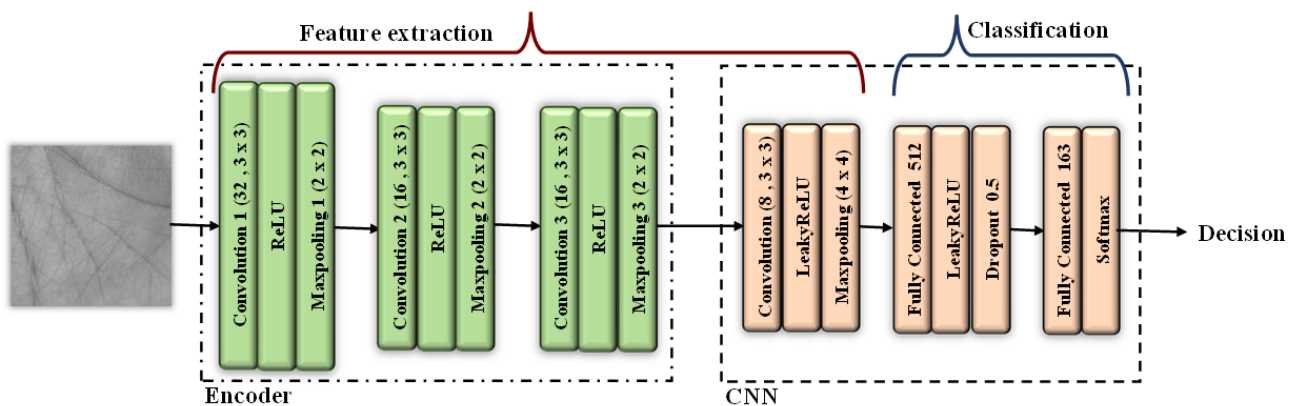 Feature extraction
Classification
Convolution 1 (32 , 3 x 3)
ReLU
Maxpooling 1 (2 x 2)
Convolution 2 (16 , 3 x 3)
ReLU
Maxpooling 2 (2 x 2)
Convolution 3 (16 , 3 x 3)
ReLU
Maxpooling 3 (2 x 2)
Convolution (8 , 3 x 3)
LeakyReLU
Maxpooling (4 x 4)
Fully Connected 512
LeakyReLU
Dropout 0.5
Fully Connected 163
Softmax
Decision
Encoder
CNN